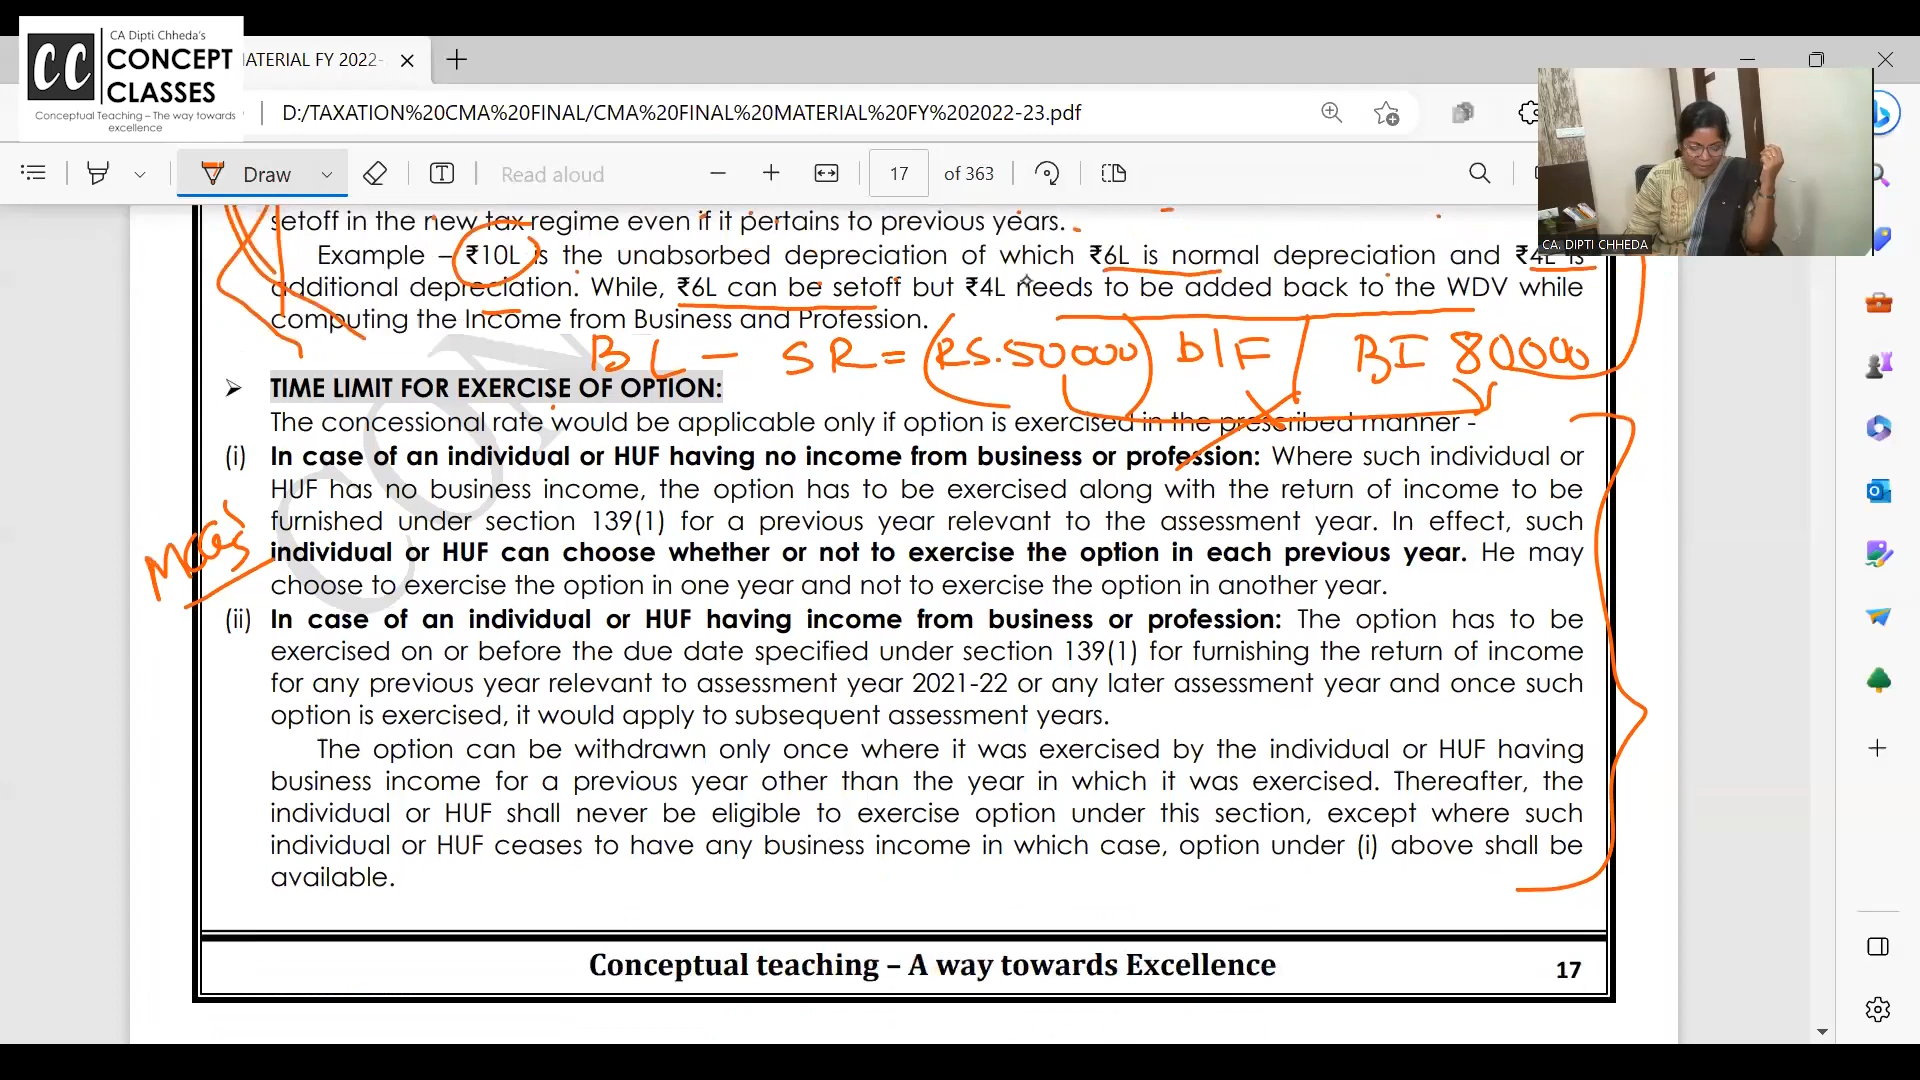 CA Dipti Chheda's
CC CONCEPT
CLASSES
Conceptual Teaching – The way towards
excellence
ATERIAL FY 2022-
D:/TAXATION%20CMA%20FINAL/CMA%20FINAL%20MATERIAL%20FY%202022-23.pdf
Draw
Read aloud
17 of 363
CA. DIPTI CHHEDA
setoff in the new tax regime even if it pertains to previous years.
Example – ₹10L is the unabsorbed depreciation of which ₹6L is normal depreciation and ₹4L is
additional depreciation. While, ₹6L can be setoff but ₹4L needs to be added back to the WDV while
computing the Income from Business and Profession.
BL - SR = Rs.50000 b/F / BI 80000
➢ TIME LIMIT FOR EXERCISE OF OPTION:
The concessional rate would be applicable only if option is exercised in the prescribed manner -
(i) In case of an individual or HUF having no income from business or profession: Where such individual or
HUF has no business income, the option has to be exercised along with the return of income to be
furnished under section 139(1) for a previous year relevant to the assessment year. In effect, such
MCQs
individual or HUF can choose whether or not to exercise the option in each previous year. He may
choose to exercise the option in one year and not to exercise the option in another year.
(ii) In case of an individual or HUF having income from business or profession: The option has to be
exercised on or before the due date specified under section 139(1) for furnishing the return of income
for any previous year relevant to assessment year 2021-22 or any later assessment year and once such
option is exercised, it would apply to subsequent assessment years.
The option can be withdrawn only once where it was exercised by the individual or HUF having
business income for a previous year other than the year in which it was exercised. Thereafter, the
individual or HUF shall never be eligible to exercise option under this section, except where such
individual or HUF ceases to have any business income in which case, option under (i) above shall be
available.
Conceptual teaching – A way towards Excellence
17